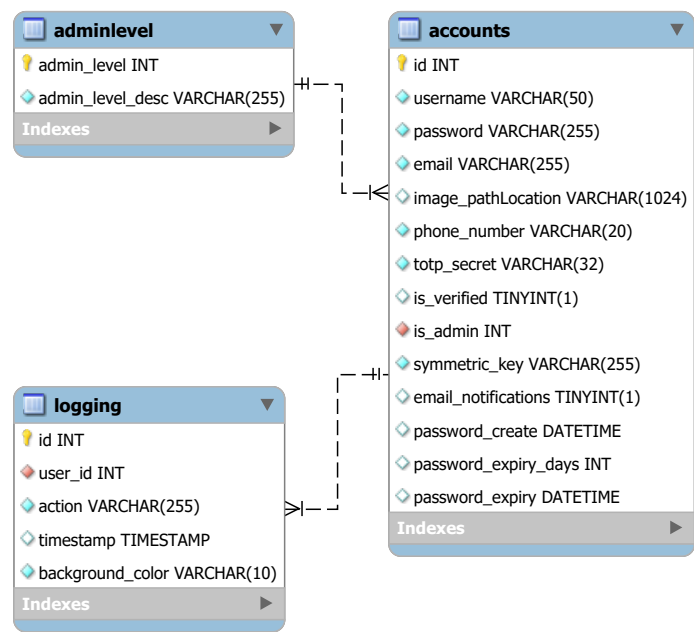 adminlevel
admin_level INT
admin_level_desc VARCHAR(255)
Indexes
accounts
id INT
username VARCHAR(50)
password VARCHAR(255)
email VARCHAR(255)
image_pathLocation VARCHAR(1024)
phone_number VARCHAR(20)
totp_secret VARCHAR(32)
is_verified TINYINT(1)
is_admin INT
symmetric_key VARCHAR(255)
email_notifications TINYINT(1)
password_create DATETIME
password_expiry_days INT
password_expiry DATETIME
Indexes
logging
id INT
user_id INT
action VARCHAR(255)
timestamp TIMESTAMP
background_color VARCHAR(10)
Indexes